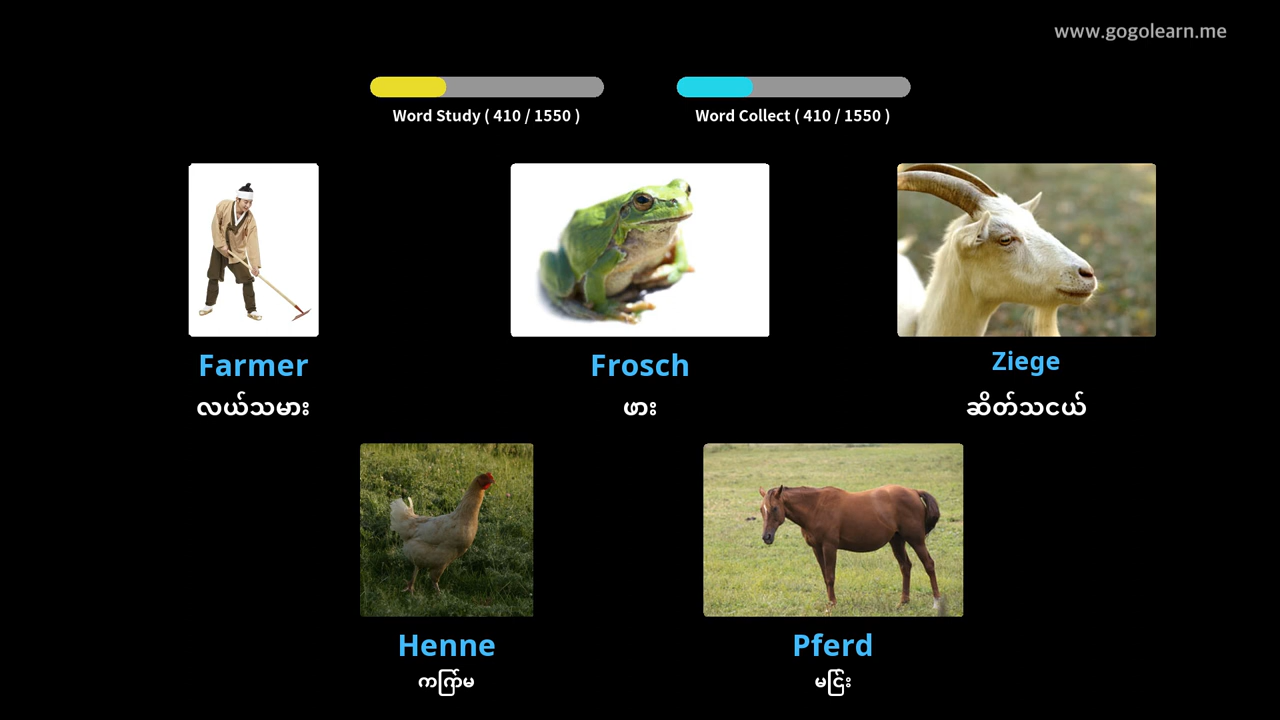 www.gogolearn.me
Word Study ( 410 / 1550 )
Word Collect ( 410 / 1550 )
Farmer
Frosch
Ziege
လယ်သမား
ဖား
ဆိတ်သငယ်
Henne
Pferd
ကြက်မ
မြင်း